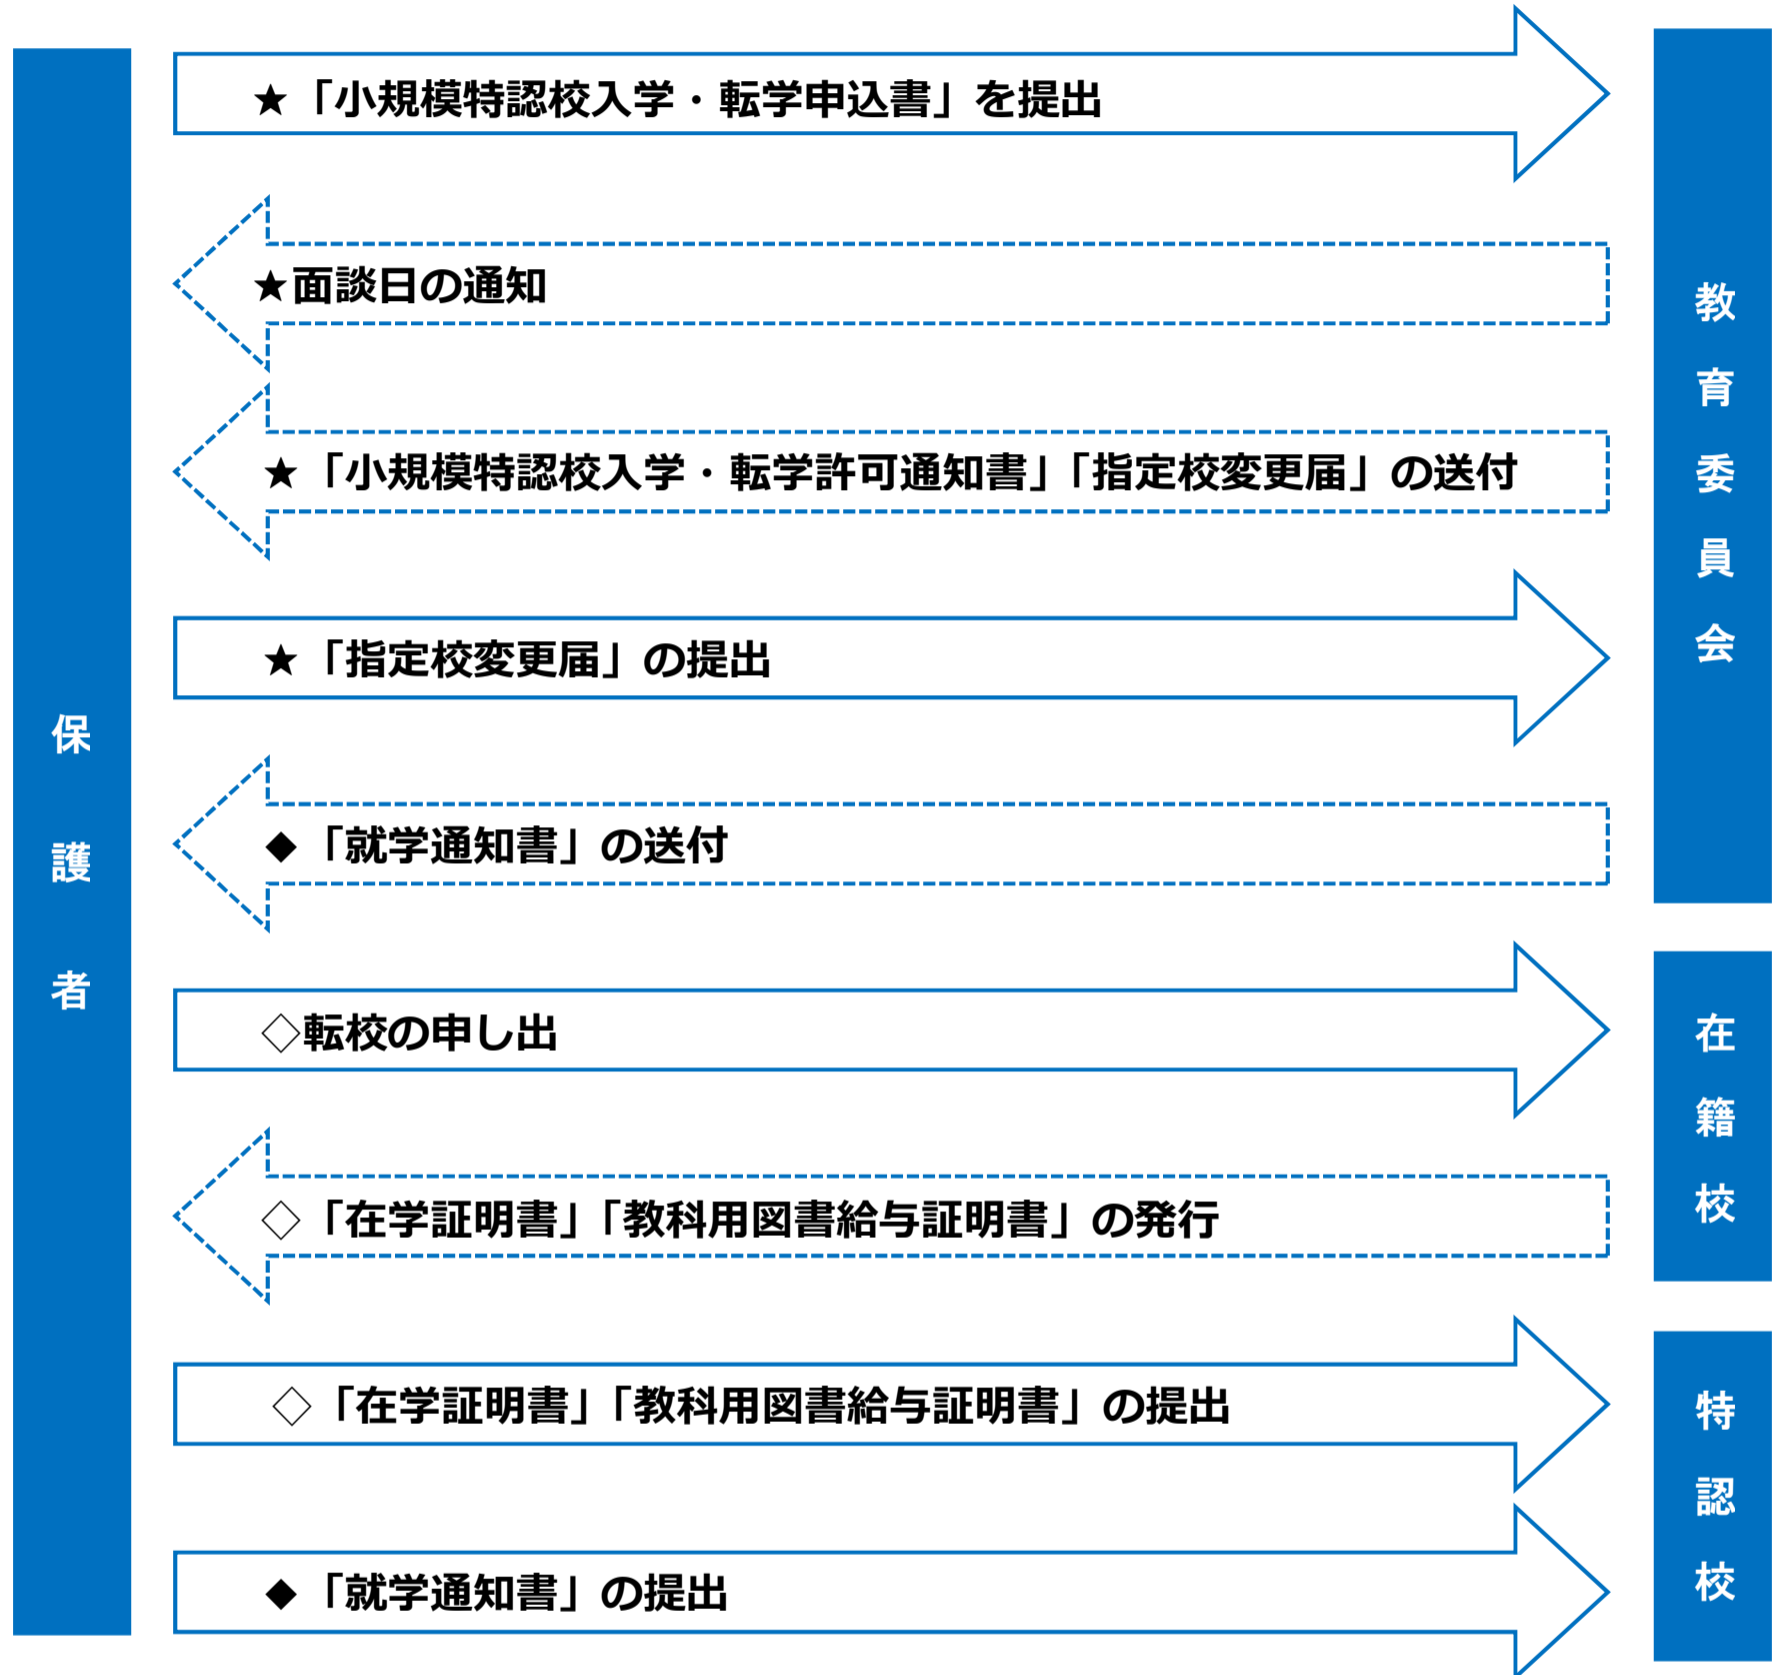 保護者
★「小規模特認校入学・転学申込書」を提出
★面談日の通知
★「小規模特認校入学・転学許可通知書」「指定校変更届」の送付
★「指定校変更届」の提出
◆「就学通知書」の送付
教育委員会
◇転校の申し出
◇「在学証明書」「教科用図書給与証明書」の発行
在籍校
◇「在学証明書」「教科用図書給与証明書」の提出
◆「就学通知書」の提出
特認校